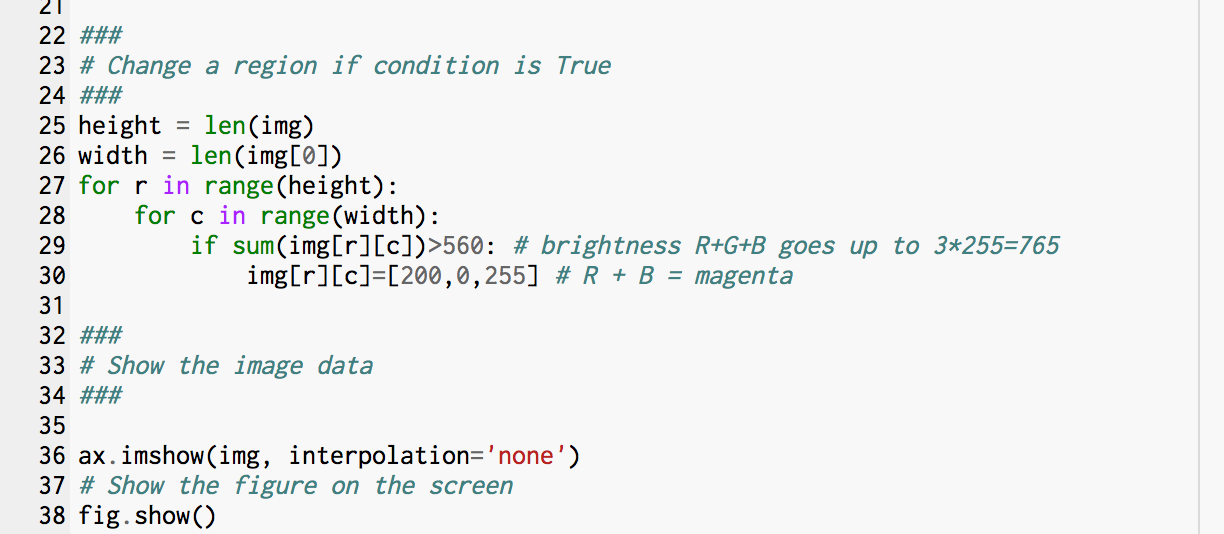 21
22 ###
23 # Change a region if condition is True
24 ###
25 height = len(img)
26 width = len(img[0])
27 for r in range(height):
28     for c in range(width):
29         if sum(img[r][c])>560: # brightness R+G+B goes up to 3*255=765
30             img[r][c]=[200,0,255] # R + B = magenta
31
32 ###
33 # Show the image data
34 ###
35
36 ax.imshow(img, interpolation='none')
37 # Show the figure on the screen
38 fig.show()